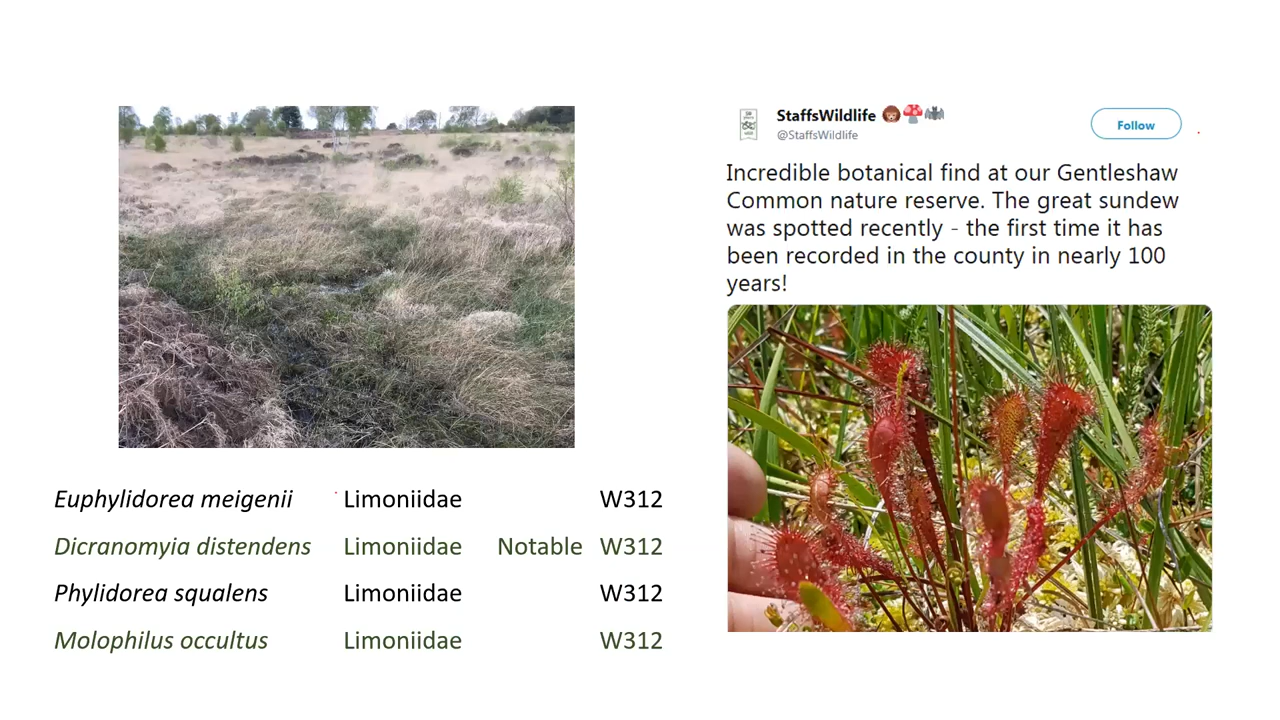 StaffsWildlife
@StaffsWildlife
Follow
Incredible botanical find at our Gentleshaw
Common nature reserve. The great sundew
was spotted recently - the first time it has
been recorded in the county in nearly 100
years!
Euphylidorea meigenii Limoniidae W312
Dicranomyia distendens Limoniidae Notable W312
Phylidorea squalens Limoniidae W312
Molophilus occultus Limoniidae W312